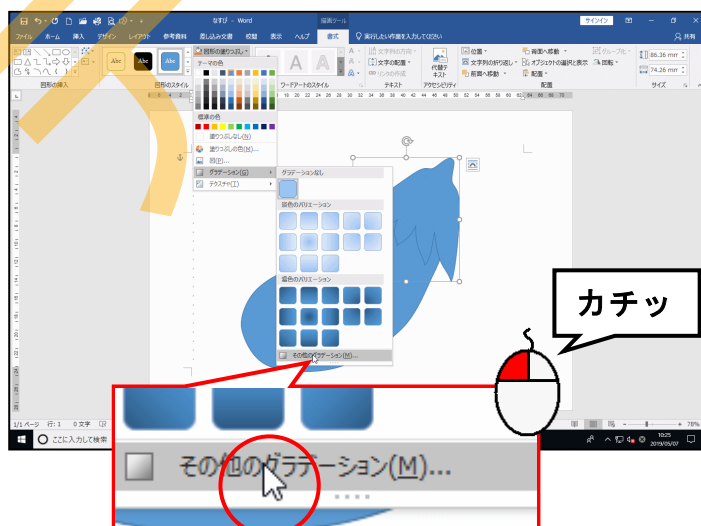 なすび - Word
描画ツール
サインイン
ファイル ホーム 挿入 デザイン レイアウト 参考資料 差し込み文書 校閲 表示 ヘルプ 書式 実行したい作業を入力してください
共有
図形の塗りつぶし
Abc Abc Abc
文字列の方向
文字の配置
リンクの作成
代替テキスト
位置
文字列の折り返し
前面へ移動
背面へ移動
オブジェクトの選択と表示
配置
グループ化
回転
86.36 mm
74.26 mm
図形の挿入 図形のスタイル ワードアートのスタイル テキスト アクセシビリティ 配置 サイズ
テーマの色
標準の色
塗りつぶしなし(N)
塗りつぶしの色(M)...
図(P)...
グラデーション(G)
テクスチャ(T)
グラデーションなし
淡色のバリエーション
濃色のバリエーション
その他のグラデーション(M)...
カチッ
その他のグラデーション(M)...
1/1 ページ 行: 1 0 文字
78%
ここに入力して検索
10:25
2019/05/07